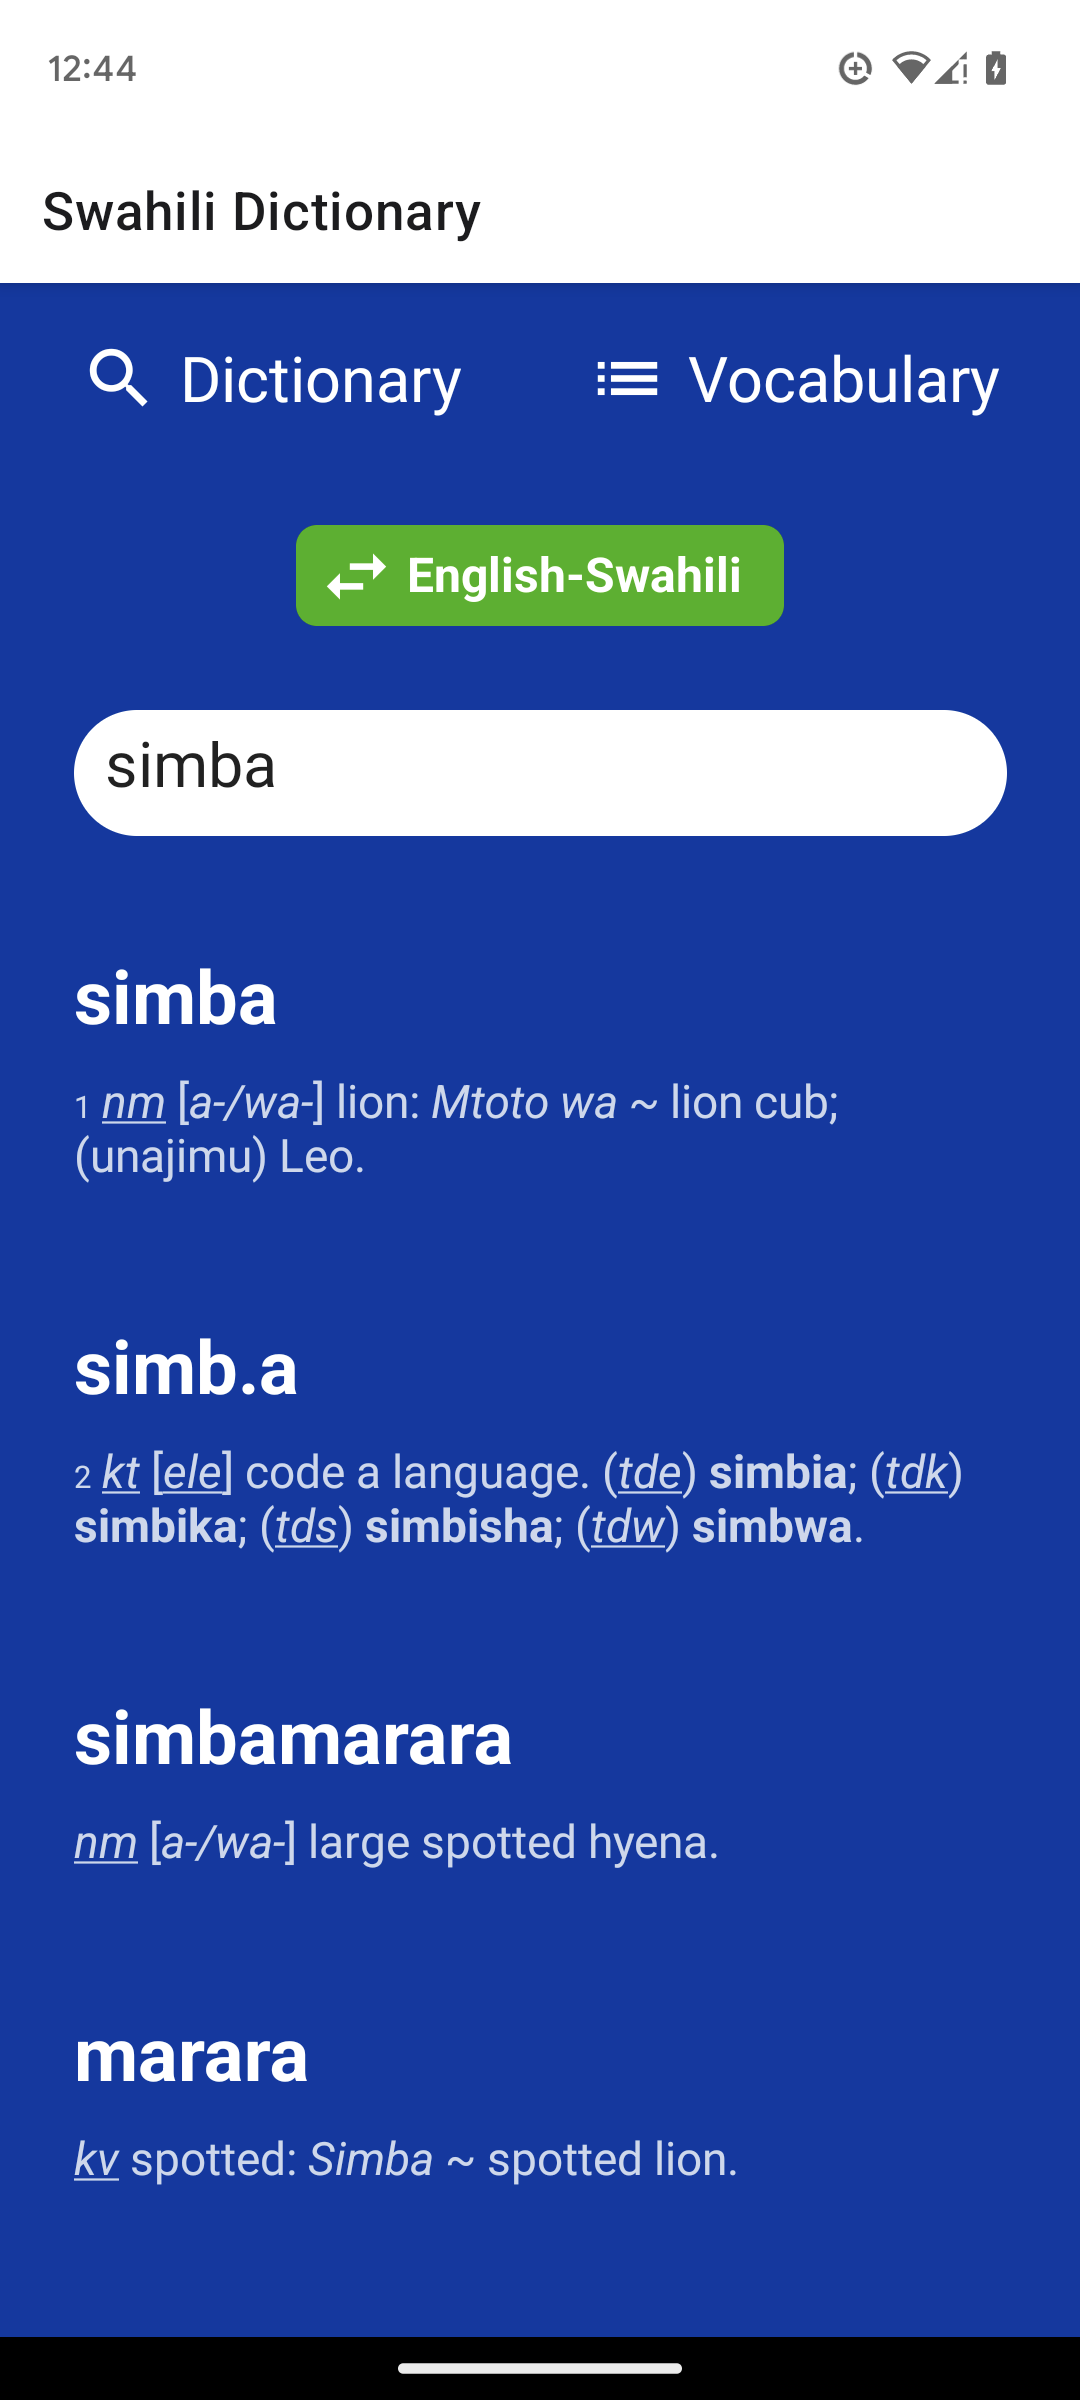 12:44
Swahili Dictionary
Dictionary
Vocabulary
English-Swahili
simba
simba
1 nm [a-/wa-] lion: Mtoto wa ~ lion cub;
(unajimu) Leo.
simb.a
2 kt [ele] code a language. (tde) simbia; (tdk)
simbika; (tds) simbisha; (tdw) simbwa.
simbamarara
nm [a-/wa-] large spotted hyena.
marara
kv spotted: Simba ~ spotted lion.